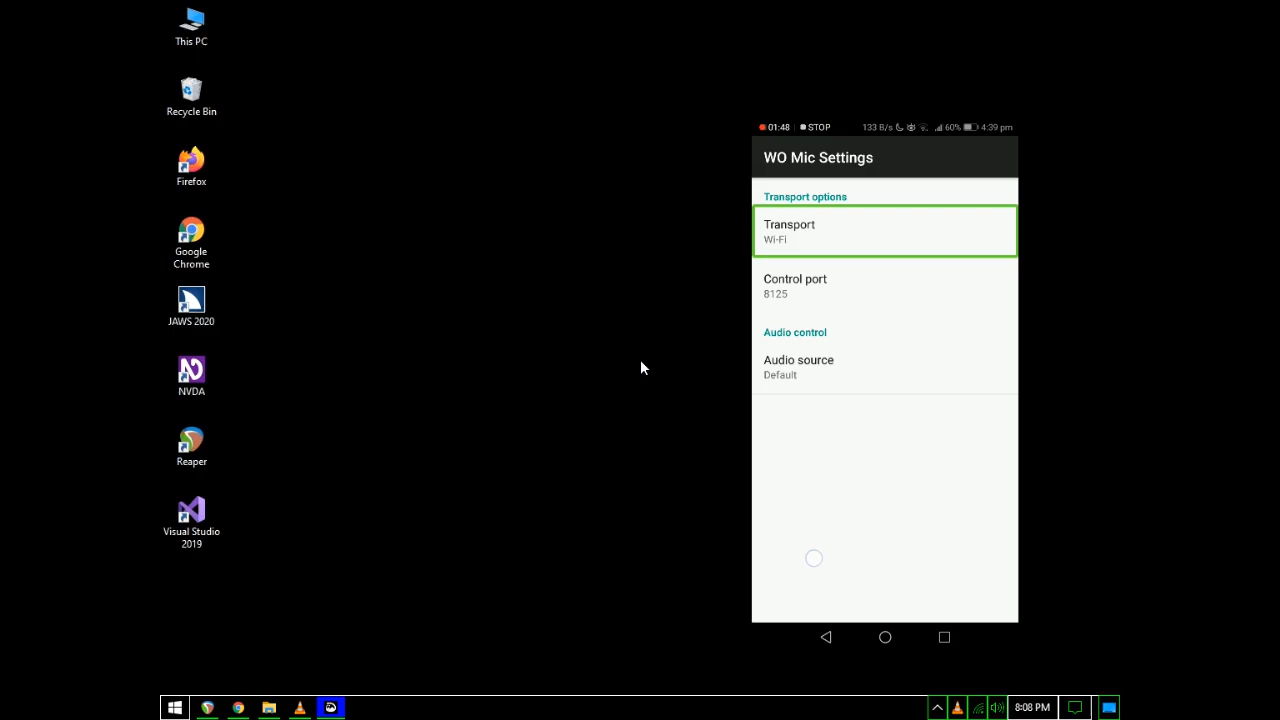 This PC
Recycle Bin
Firefox
Google
Chrome
JAWS 2020
NVDA
Reaper
Visual Studio
2019
01:48 STOP 133 B/s 60% 4:39 pm
WO Mic Settings
Transport options
Transport
Wi-Fi
Control port
8125
Audio control
Audio source
Default
8:08 PM